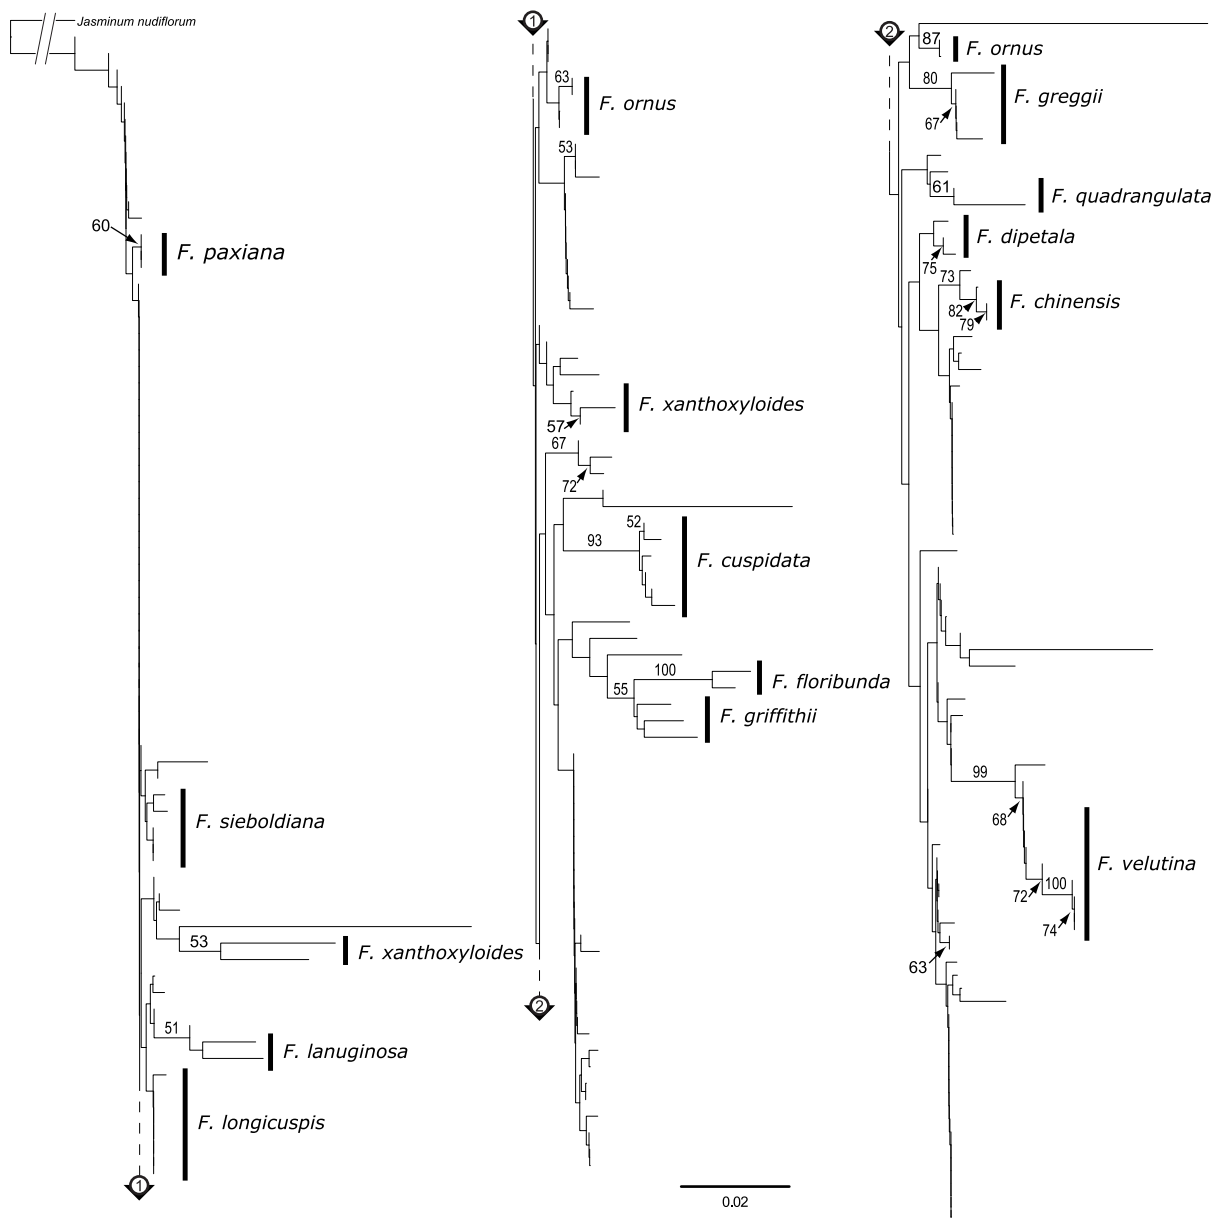 Jasminum nudiflorum
60
F. paxiana
F. sieboldiana
53
F. xanthoxyloides
51
F. lanuginosa
F. longicuspis
1
1
63
F. ornus
53
F. xanthoxyloides
57
67
72
52
93
F. cuspidata
100
F. floribunda
55
F. griffithii
2
0.02
2
87
F. ornus
80
F. greggii
67
61
F. quadrangulata
F. dipetala
75
73
F. chinensis
82
79
99
68
F. velutina
100
72
74
63